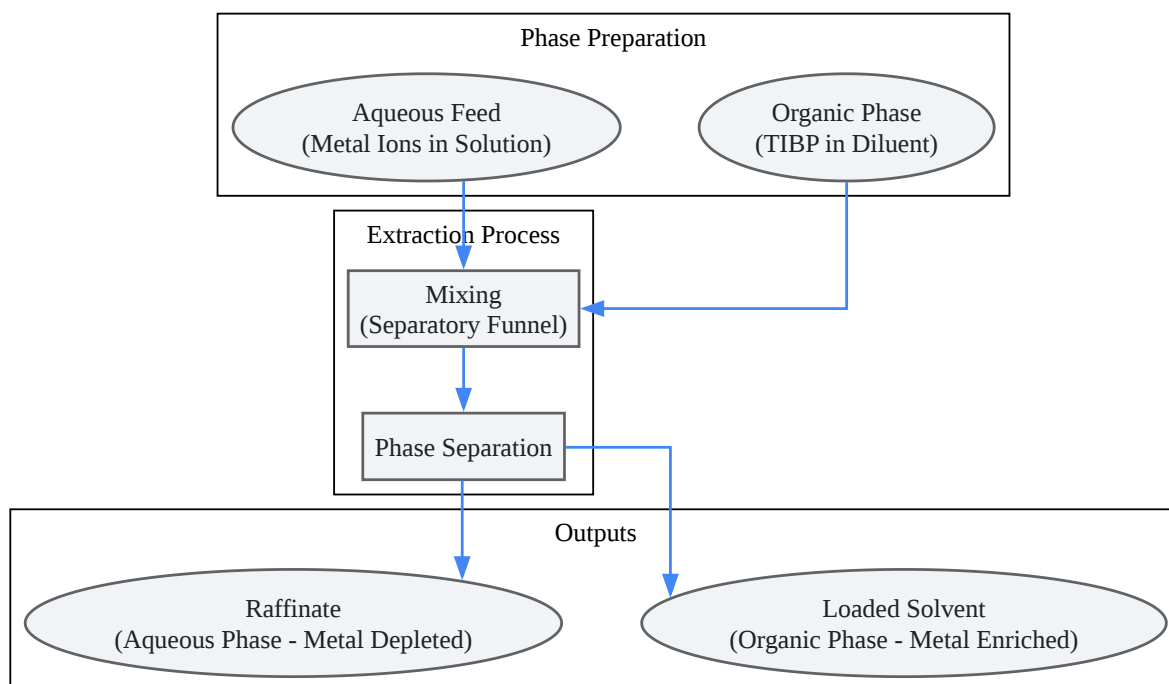 Phase Preparation
Aqueous Feed
(Metal Ions in Solution)
Organic Phase
(TIBP in Diluent)
Extraction Process
Mixing
(Separatory Funnel)
Phase Separation
Outputs
Raffinate
(Aqueous Phase - Metal Depleted)
Loaded Solvent
(Organic Phase - Metal Enriched)